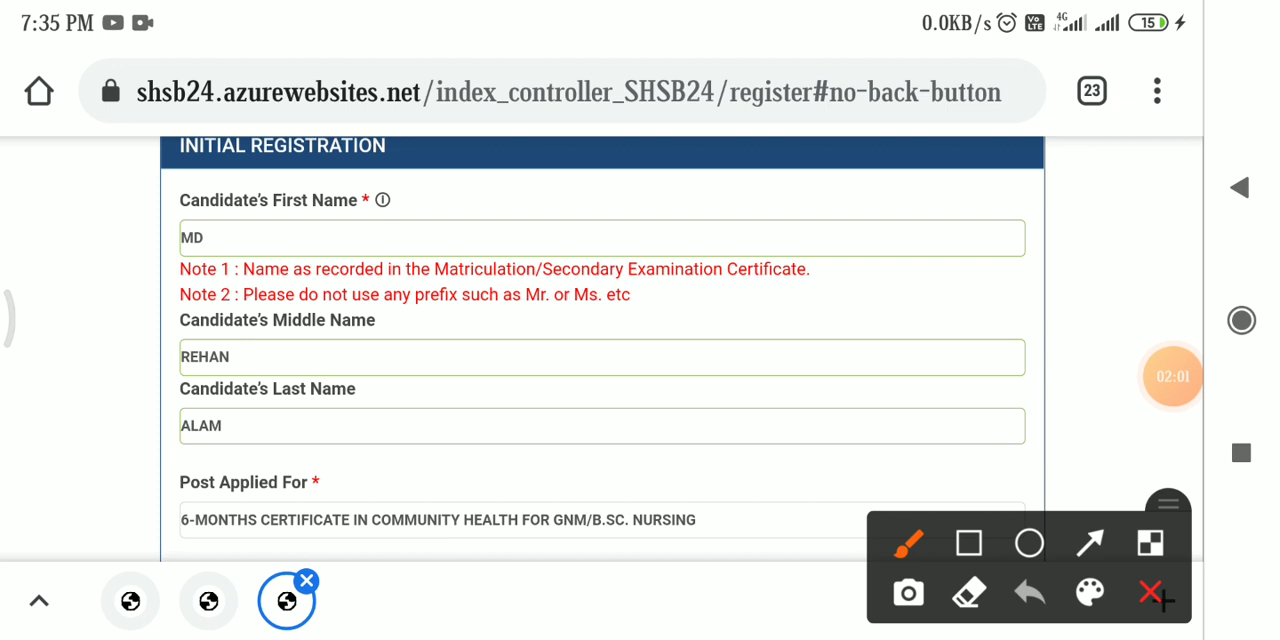 7:35 PM
0.0KB/s
Vo LTE
4G
15
shsb24.azurewebsites.net/index_controller_SHSB24/register#no-back-button
23
INITIAL REGISTRATION
Candidate's First Name *
MD
Note 1 : Name as recorded in the Matriculation/Secondary Examination Certificate.
Note 2 : Please do not use any prefix such as Mr. or Ms. etc
Candidate's Middle Name
REHAN
02:01
Candidate's Last Name
ALAM
Post Applied For *
6-MONTHS CERTIFICATE IN COMMUNITY HEALTH FOR GNM/B.SC. NURSING